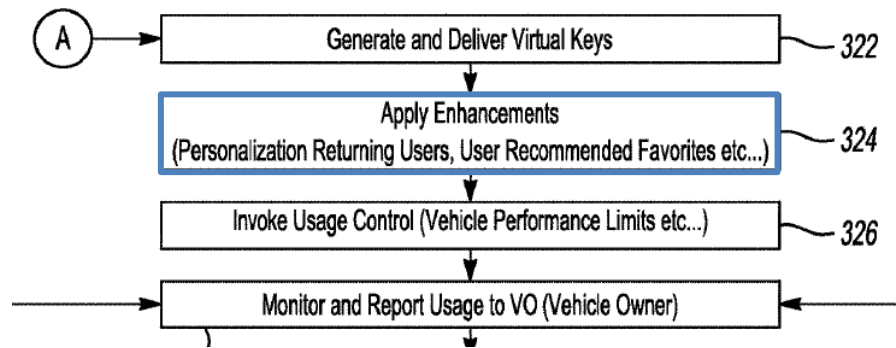 A
Generate and Deliver Virtual Keys
322
Apply Enhancements
(Personalization Returning Users, User Recommended Favorites etc...)
324
Invoke Usage Control (Vehicle Performance Limits etc...)
326
Monitor and Report Usage to VO (Vehicle Owner)